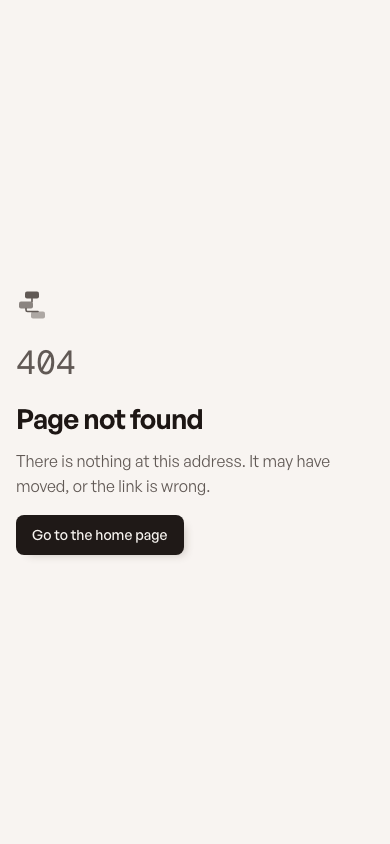 404
Page not found
There is nothing at this address. It may have
moved, or the link is wrong.
Go to the home page